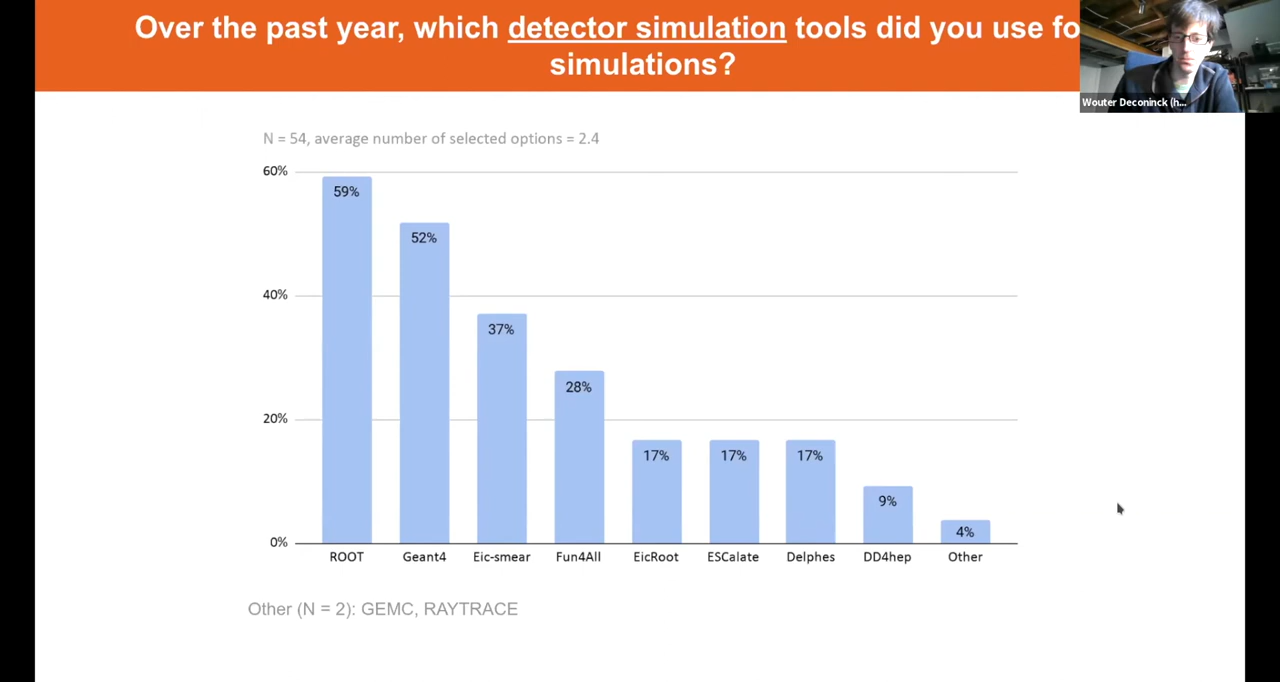 Over the past year, which detector simulation tools did you use fo
simulations?
Wouter Deconinck (h...
N = 54, average number of selected options = 2.4
60%
40%
20%
0%
59%
52%
37%
28%
17%
17%
17%
9%
4%
ROOT
Geant4
Eic-smear
Fun4All
EicRoot
ESCalate
Delphes
DD4hep
Other
Other (N = 2): GEMC, RAYTRACE